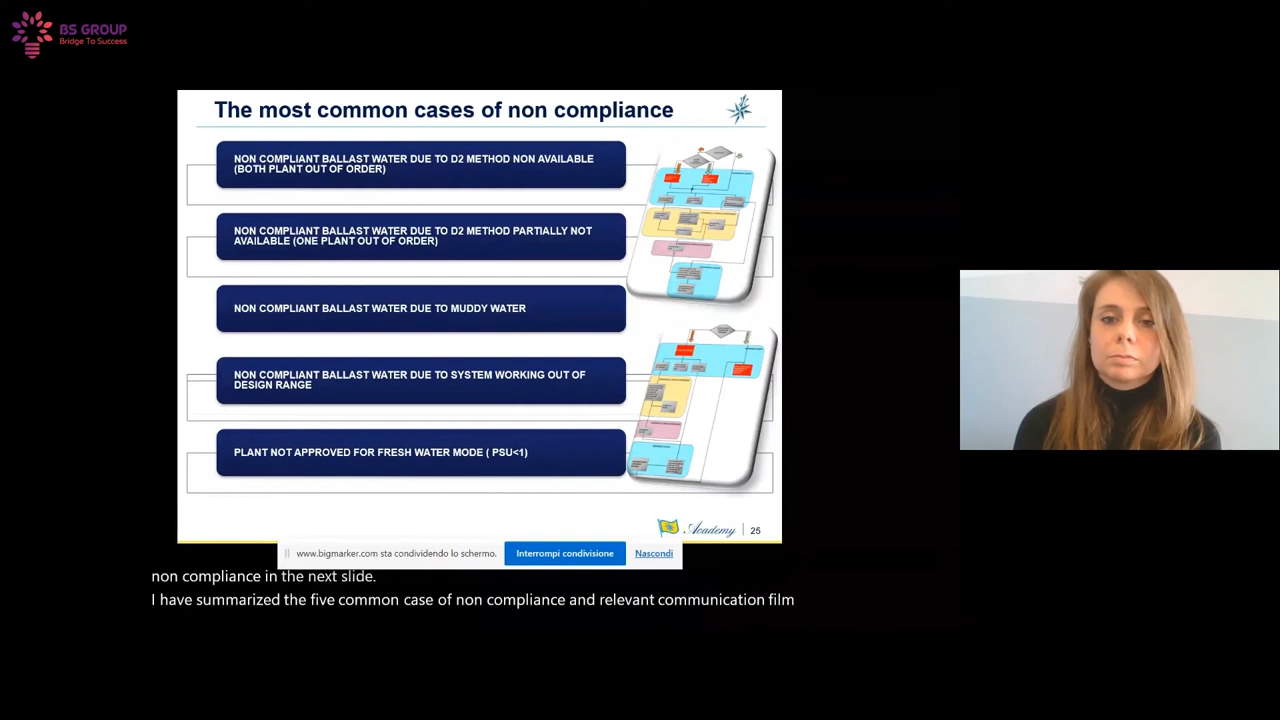 BS GROUP
Bridge To Success
The most common cases of non compliance
NON COMPLIANT BALLAST WATER DUE TO D2 METHOD NON AVAILABLE
(BOTH PLANT OUT OF ORDER)
NON COMPLIANT BALLAST WATER DUE TO D2 METHOD PARTIALLY NOT
AVAILABLE (ONE PLANT OUT OF ORDER)
NON COMPLIANT BALLAST WATER DUE TO MUDDY WATER
NON COMPLIANT BALLAST WATER DUE TO SYSTEM WORKING OUT OF
DESIGN RANGE
PLANT NOT APPROVED FOR FRESH WATER MODE ( PSU<1)
Academy
25
www.bigmarker.com sta condividendo lo schermo.
Interrompi condivisione
Nascondi
non compliance in the next slide.
I have summarized the five common case of non compliance and relevant communication film